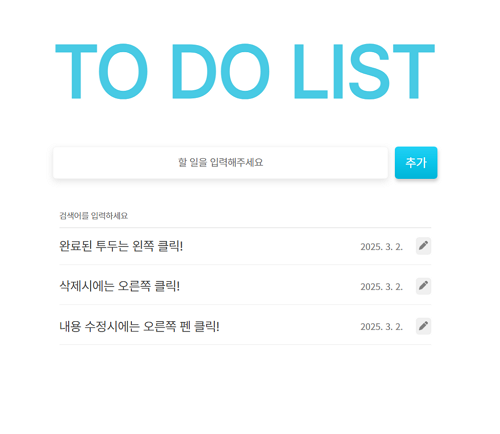 TO DO LIST
할 일을 입력해주세요
추가
검색어를 입력하세요
완료된 투두는 왼쪽 클릭! 2025. 3. 2.
삭제시에는 오른쪽 클릭! 2025. 3. 2.
내용 수정시에는 오른쪽 펜 클릭! 2025. 3. 2.